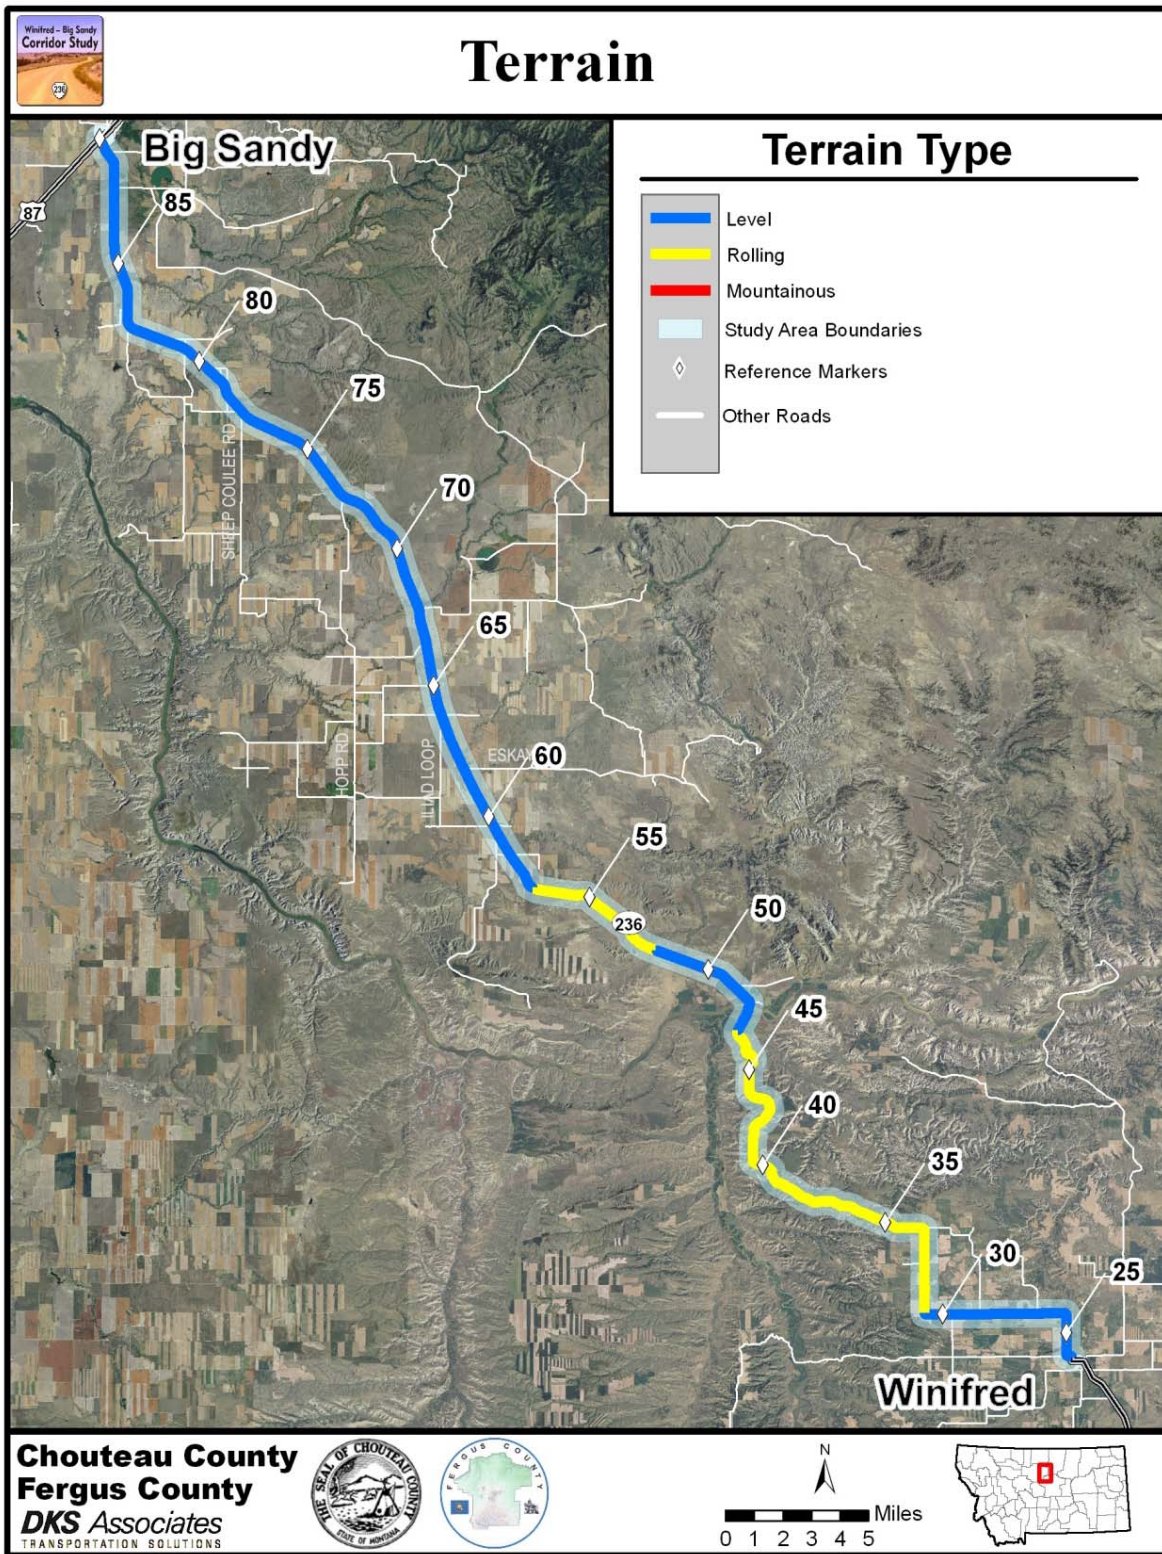 Winifred – Big Sandy
Corridor Study
236
Terrain
Big Sandy
87
85
80
75
70
65
60
55
50
45
40
35
30
25
SHEEP COULEE RD
HOPP RD
ILIAD LOOP
236
Winifred
Terrain Type
Level
Rolling
Mountainous
Study Area Boundaries
Reference Markers
Other Roads
Chouteau County
Fergus County
DKS Associates
TRANSPORTATION SOLUTIONS
THE SEAL OF CHOUTEAU COUNTY
STATE OF MONTANA
FERGUS COUNTY
N
Miles
0 1 2 3 4 5